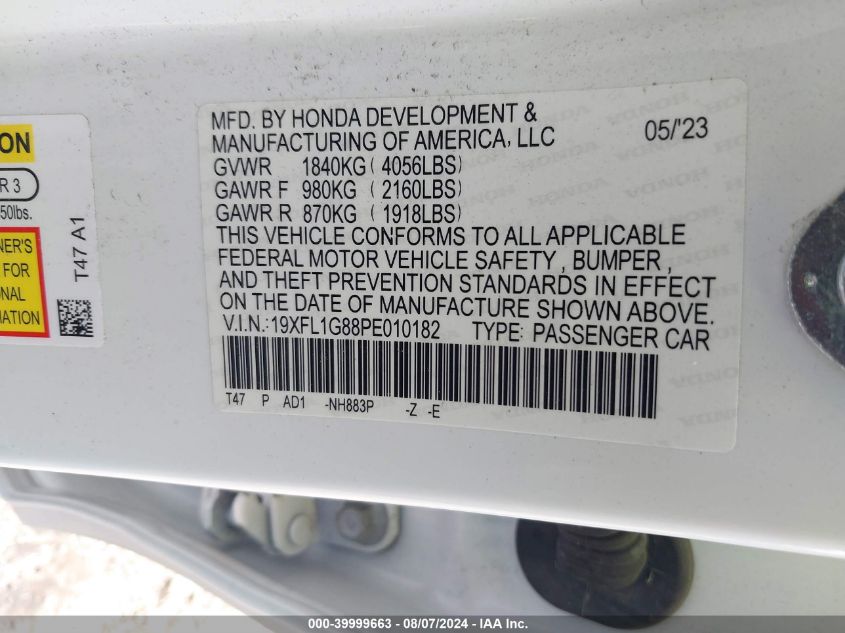 ON
R 3
50lbs.
NER'S
FOR
ONAL
MATION
T47 A1
MFD. BY HONDA DEVELOPMENT &
MANUFACTURING OF AMERICA, LLC 05/'23
GVWR 1840KG ( 4056LBS)
GAWR F 980KG ( 2160LBS)
GAWR R 870KG ( 1918LBS)
THIS VEHICLE CONFORMS TO ALL APPLICABLE
FEDERAL MOTOR VEHICLE SAFETY , BUMPER ,
AND THEFT PREVENTION STANDARDS IN EFFECT
ON THE DATE OF MANUFACTURE SHOWN ABOVE.
V.I.N.:19XFL1G88PE010182 TYPE: PASSENGER CAR
T47 P AD1 -NH883P -Z -E
000-39999663 - 08/07/2024 - IAA Inc.